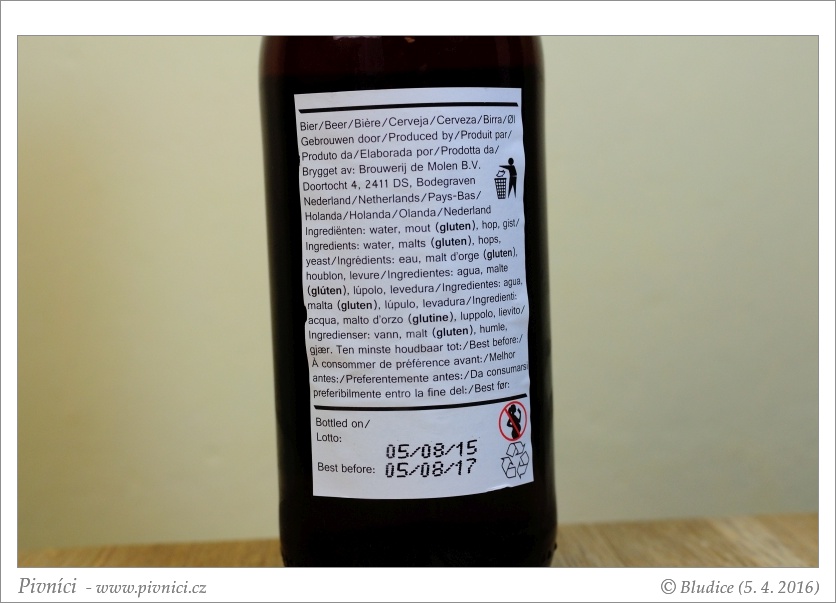 Bier/Beer/Bière/Cerveja/Cerveza/Birra/Øl
Gebrouwen door/Produced by/Produit par/
Produto da/Elaborada por/Prodotta da/
Brygget av: Brouwerij de Molen B.V.
Doortocht 4, 2411 DS, Bodegraven
Nederland/Netherlands/Pays-Bas/
Holanda/Holanda/Olanda/Nederland
Ingrediënten: water, mout (gluten), hop, gist/
Ingredients: water, malts (gluten), hops,
yeast/Ingrédients: eau, malt d'orge (gluten),
houblon, levure/Ingredientes: agua, malte
(glúten), lúpolo, levedura/Ingredientes: agua,
malta (gluten), lúpulo, levadura/Ingredienti:
acqua, malto d'orzo (glutine), luppolo, lievito/
Ingredienser: vann, malt (gluten), humle,
gjær. Ten minste houdbaar tot:/Best before:/
À consommer de préférence avant:/Melhor
antes:/Preferentemente antes:/Da consumarsi
preferibilmente entro la fine del:/Best før:
Bottled on/
Lotto:
05/08/15
Best before: 05/08/17
Pivníci - www.pivnici.cz
© Bludice (5. 4. 2016)